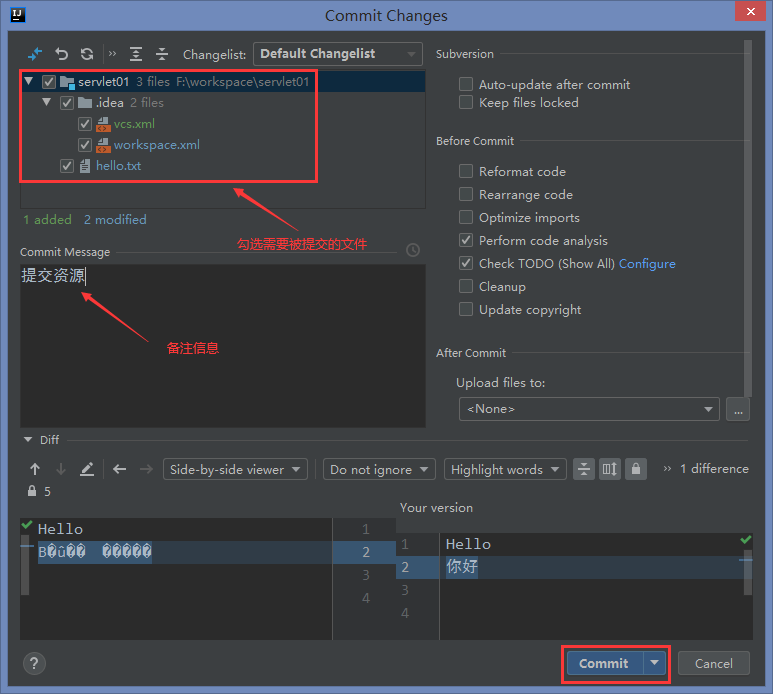 Commit Changes
Changelist: Default Changelist
servlet01 3 files F:\workspace\servlet01
.idea 2 files
vcs.xml
workspace.xml
hello.txt
1 added 2 modified
勾选需要被提交的文件
Commit Message
提交资源
备注信息
Subversion
Auto-update after commit
Keep files locked
Before Commit
Reformat code
Rearrange code
Optimize imports
Perform code analysis
Check TODO (Show All) Configure
Cleanup
Update copyright
After Commit
Upload files to:
<None>
...
Diff
Side-by-side viewer Do not ignore Highlight words 1 difference
5
Your version
Hello
B�û�� �����
1
2
3
4
1
2
3
4
Hello
你好
?
Commit
Cancel